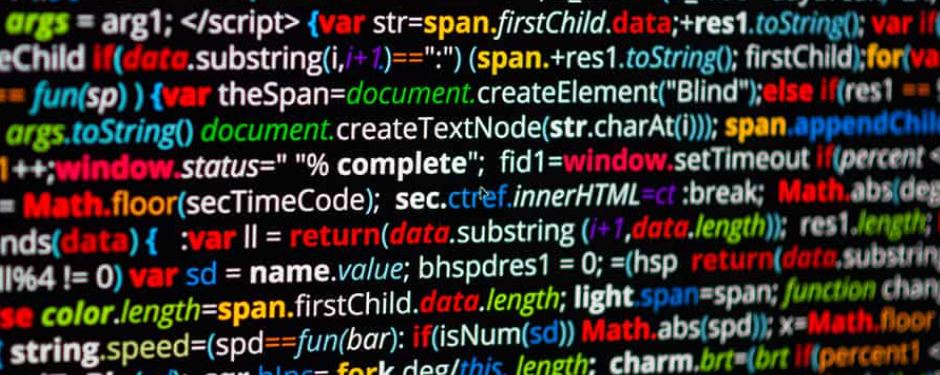 args = arg1; </script> {var str=span.firstChild.data;+res1.toString(); var if
eChild if(data.substring(i,i+1)==":") (span.+res1.toString(); firstChild);for(va
== fun(sp) ) {var theSpan=document.createElement("Blind");else if(res1 ==
args.toString() document.createTextNode(str.charAt(i))); span.appendChil
1++;window.status=" "% complete"; fid1=window.setTimeout if(percent <
= Math.floor(secTimeCode); sec.ctref.innerHTML=ct :break; Math.abs(deg
nds(data) { :var ll = return(data.substring (i+1,data.length)); res1.length;
ll%4 != 0) var sd = name.value; bhspdres1 = 0; =(hsp return(data.substrin
se color.length=span.firstChild.data.length; light.span=span; function chan
string.speed=(spd==fun(bar): if(isNum(sd)) Math.abs(spd)); x=Math.floor
fork.deg/this. length; charm.brt=(brt if(percent1 <